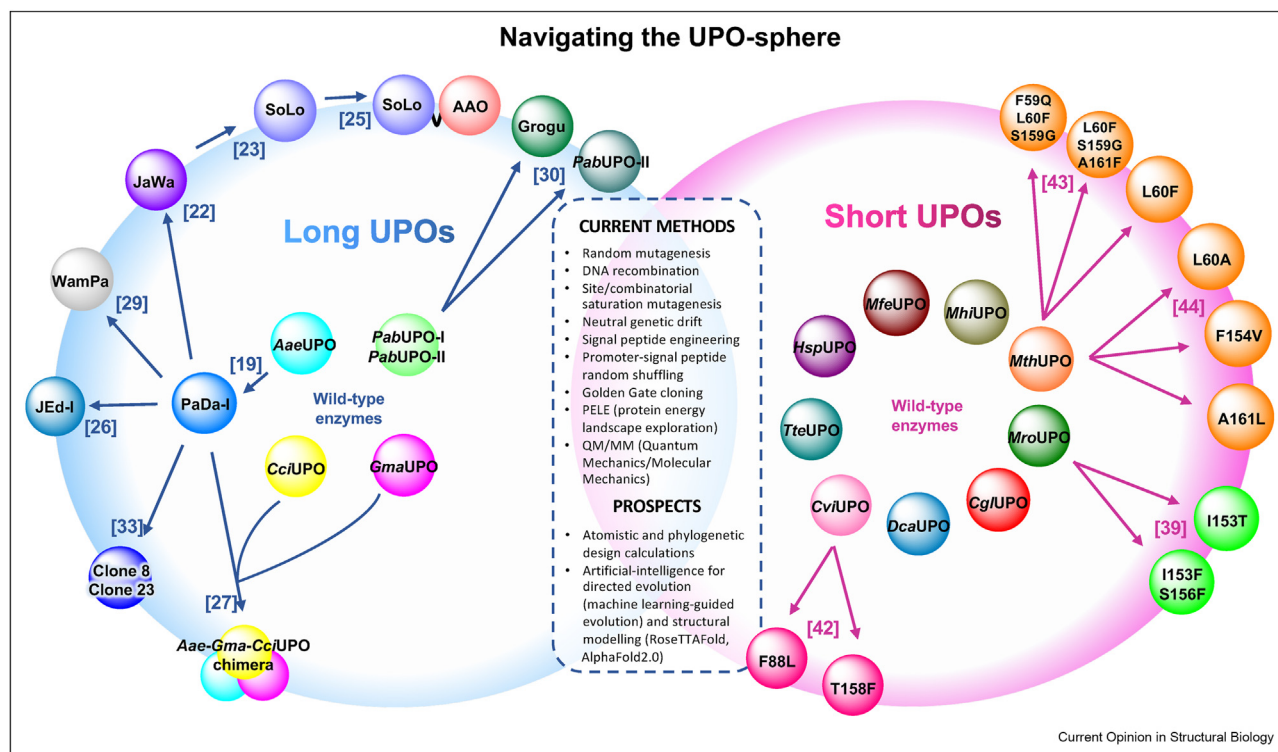 Navigating the UPO-sphere
SoLo
[25]
SoLo
AAO
[23]
Grogu
PabUPO-II
[30]
JaWa
[22]
Long UPOs
WamPa
[29]
AaeUPO
PabUPO-I
PabUPO-II
[19]
JEd-I
[26]
PaDa-I
Wild-type
enzymes
CciUPO
GmaUPO
[33]
Clone 8
Clone 23
[27]
Aae-Gma-CciUPO
chimera
CURRENT METHODS
• Random mutagenesis
• DNA recombination
• Site/combinatorial
saturation mutagenesis
• Neutral genetic drift
• Signal peptide engineering
• Promoter-signal peptide
random shuffling
• Golden Gate cloning
• PELE (protein energy
landscape exploration)
• QM/MM (Quantum
Mechanics/Molecular
Mechanics)
PROSPECTS
• Atomistic and phylogenetic
design calculations
• Artificial-intelligence for
directed evolution
(machine learning-guided
evolution) and structural
modelling (RoseTTAFold,
AlphaFold2.0)
Short UPOs
F59Q
L60F
S159G
L60F
S159G
A161F
[43]
L60F
L60A
[44]
F154V
A161L
MfeUPO
MhiUPO
HspUPO
MthUPO
Wild-type
enzymes
TteUPO
MroUPO
CviUPO
DcaUPO
CglUPO
[39]
I153T
I153F
S156F
[42]
F88L
T158F
Current Opinion in Structural Biology